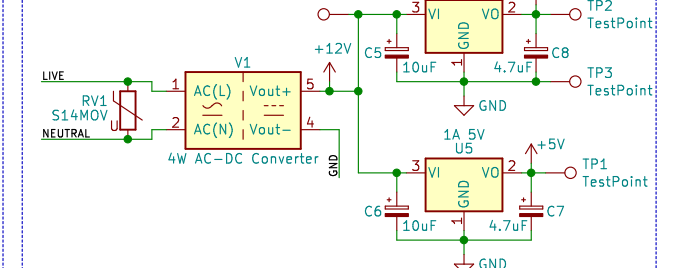 TP2
TestPoint
3
VI
VO
2
GND
1
+12V
C5
10uF
C8
4.7uF
TP3
TestPoint
GND
V1
LIVE
1
AC(L)
Vout+
5
RV1
S14MOV
U
NEUTRAL
2
AC(N)
Vout-
4
4W AC-DC Converter
GND
1A 5V
U5
+5V
3
VI
VO
2
TP1
TestPoint
GND
1
C6
10uF
C7
4.7uF
GND